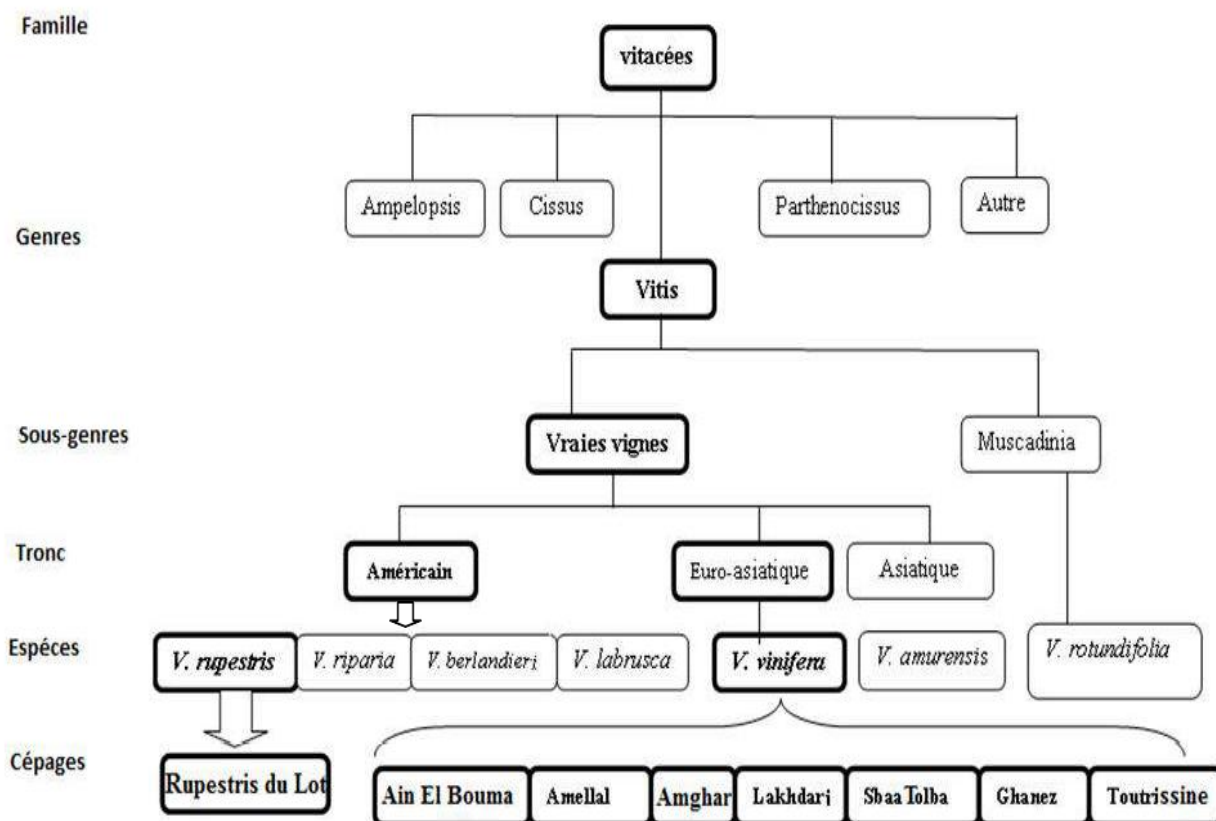 Famille
vitacées
Ampelopsis
Cissus
Parthenocissus
Autre
Genres
Vitis
Sous-genres
Vraies vignes
Muscadinia
Tronc
Américain
Euro-asiatique
Asiatique
Espéces
V. rupestris
V. riparia
V. berlandieri
V. labrusca
V. vinifera
V. amurensis
V. rotundifolia
Cépages
Rupestris du Lot
Ain El Bouma
Amellal
Amghar
Lakhdari
Sbaa Tolba
Ghanez
Toutrissine